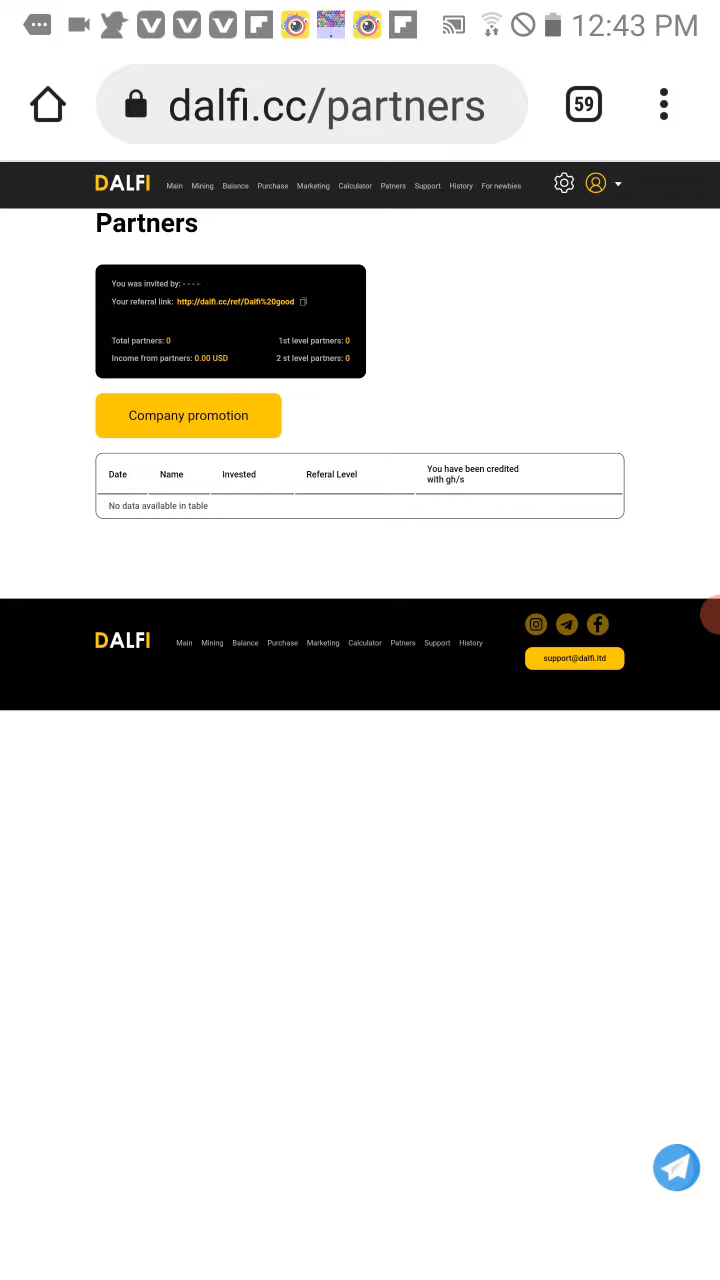 12:43 PM
dalfi.cc/partners
59
DALFI Main Mining Balance Purchase Marketing Calculator Patners Support History For newbies
Partners
You was invited by: - - - -
Your referral link: http://dalfi.cc/ref/Dalfi%20good
Total partners: 0 1st level partners: 0
Income from partners: 0.00 USD 2 st level partners: 0
Company promotion
Date Name Invested Referal Level You have been credited
with gh/s
No data available in table
DALFI Main Mining Balance Purchase Marketing Calculator Patners Support History
support@dalfi.ltd